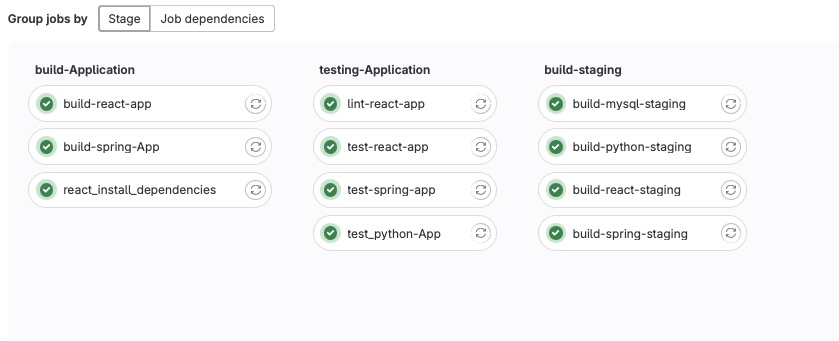 Group jobs by Stage Job dependencies
build-Application
build-react-app
build-spring-App
react_install_dependencies
testing-Application
lint-react-app
test-react-app
test-spring-app
test_python-App
build-staging
build-mysql-staging
build-python-staging
build-react-staging
build-spring-staging